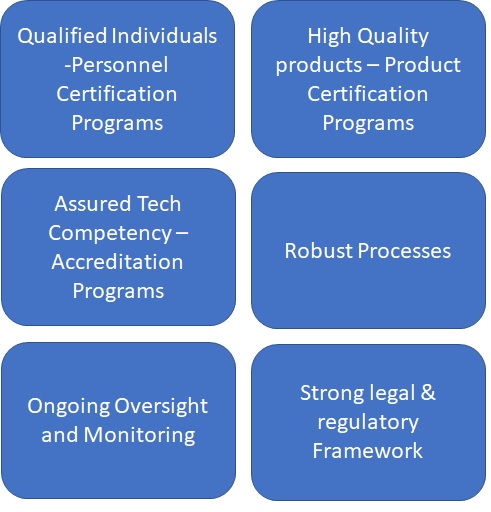 Qualified Individuals
-Personnel
Certification
Programs
High Quality
products – Product
Certification
Programs
Assured Tech
Competency –
Accreditation
Programs
Robust Processes
Ongoing Oversight
and Monitoring
Strong legal &
regulatory
Framework